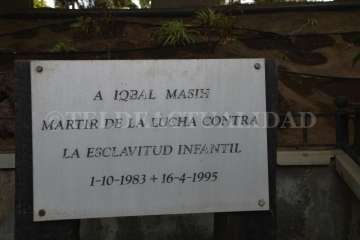 A IQBAL MASIH
MARTIR DE LA LUCHA CONTRA
LA ESCLAVITUD INFANTIL
1-10-1983 + 16-4-1995